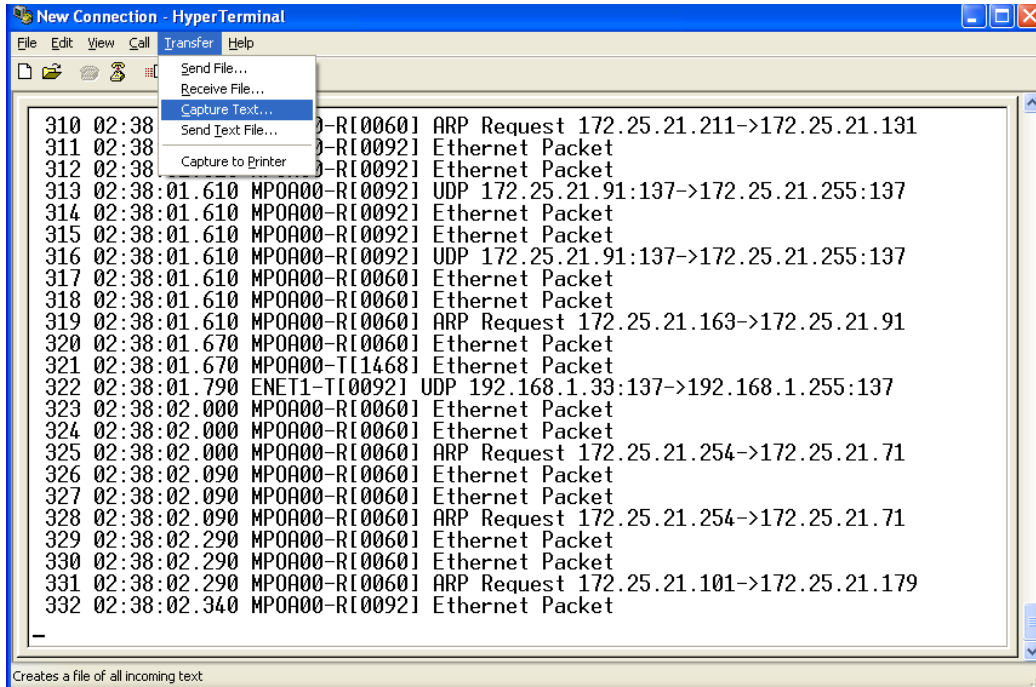 New Connection - HyperTerminal
File Edit View Call Transfer Help
Send File...
Receive File...
Capture Text...
Send Text File...
Capture to Printer
310 02:38 0-R[0060] ARP Request 172.25.21.211->172.25.21.131
311 02:38 0-R[0092] Ethernet Packet
312 02:38 0-R[0092] Ethernet Packet
313 02:38:01.610 MPOA00-R[0092] UDP 172.25.21.91:137->172.25.21.255:137
314 02:38:01.610 MPOA00-R[0092] Ethernet Packet
315 02:38:01.610 MPOA00-R[0092] Ethernet Packet
316 02:38:01.610 MPOA00-R[0092] UDP 172.25.21.91:137->172.25.21.255:137
317 02:38:01.610 MPOA00-R[0060] Ethernet Packet
318 02:38:01.610 MPOA00-R[0060] Ethernet Packet
319 02:38:01.610 MPOA00-R[0060] ARP Request 172.25.21.163->172.25.21.91
320 02:38:01.670 MPOA00-R[0060] Ethernet Packet
321 02:38:01.670 MPOA00-T[1468] Ethernet Packet
322 02:38:01.790 ENET1-T[0092] UDP 192.168.1.33:137->192.168.1.255:137
323 02:38:02.000 MPOA00-R[0060] Ethernet Packet
324 02:38:02.000 MPOA00-R[0060] Ethernet Packet
325 02:38:02.000 MPOA00-R[0060] ARP Request 172.25.21.254->172.25.21.71
326 02:38:02.090 MPOA00-R[0060] Ethernet Packet
327 02:38:02.090 MPOA00-R[0060] Ethernet Packet
328 02:38:02.090 MPOA00-R[0060] ARP Request 172.25.21.254->172.25.21.71
329 02:38:02.290 MPOA00-R[0060] Ethernet Packet
330 02:38:02.290 MPOA00-R[0060] Ethernet Packet
331 02:38:02.290 MPOA00-R[0060] ARP Request 172.25.21.101->172.25.21.179
332 02:38:02.340 MPOA00-R[0092] Ethernet Packet
Creates a file of all incoming text